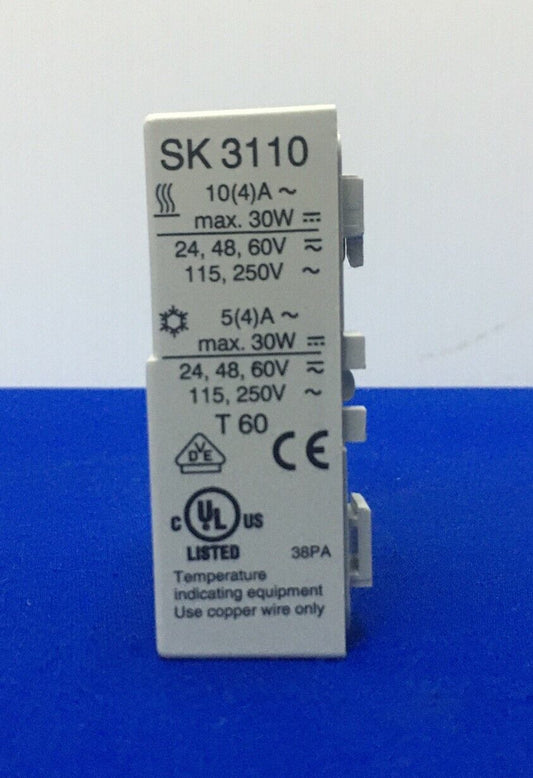 SK 3110
10(4)A ~
max. 30W ⎓
24, 48, 60V ≂
115, 250V ~
5(4)A ~
max. 30W ⎓
24, 48, 60V ≂
115, 250V ~
T 60
DVE CE
C UL US
LISTED 38PA
Temperature
indicating equipment
Use copper wire only